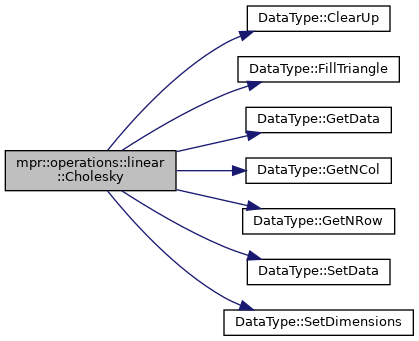 mpr::operations::linear
::Cholesky
DataType::ClearUp
DataType::FillTriangle
DataType::GetData
DataType::GetNCol
DataType::GetNRow
DataType::SetData
DataType::SetDimensions